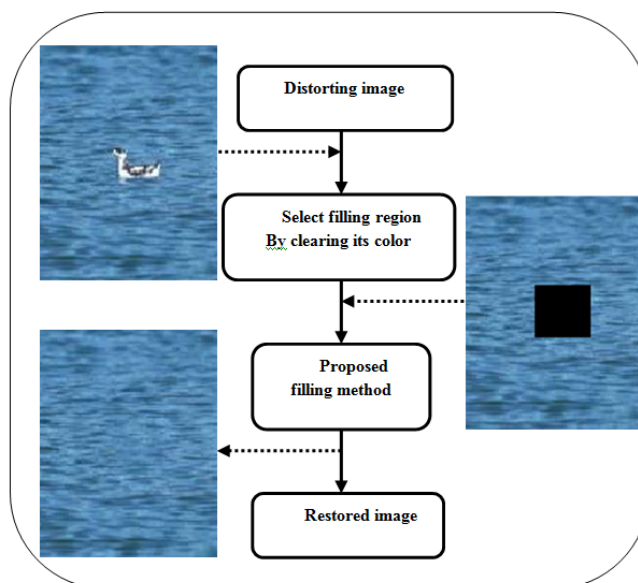 Distorting image
Select filling region
By clearing its color
Proposed
filling method
Restored image